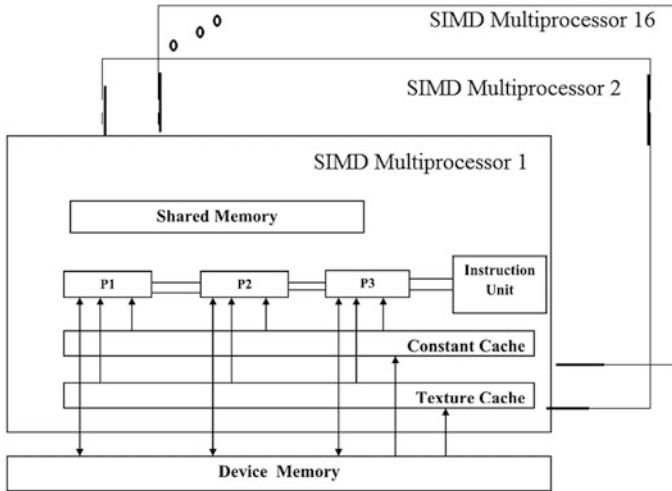 SIMD Multiprocessor 16
SIMD Multiprocessor 2
SIMD Multiprocessor 1
Shared Memory
P1
P2
P3
Instruction
Unit
Constant Cache
Texture Cache
Device Memory